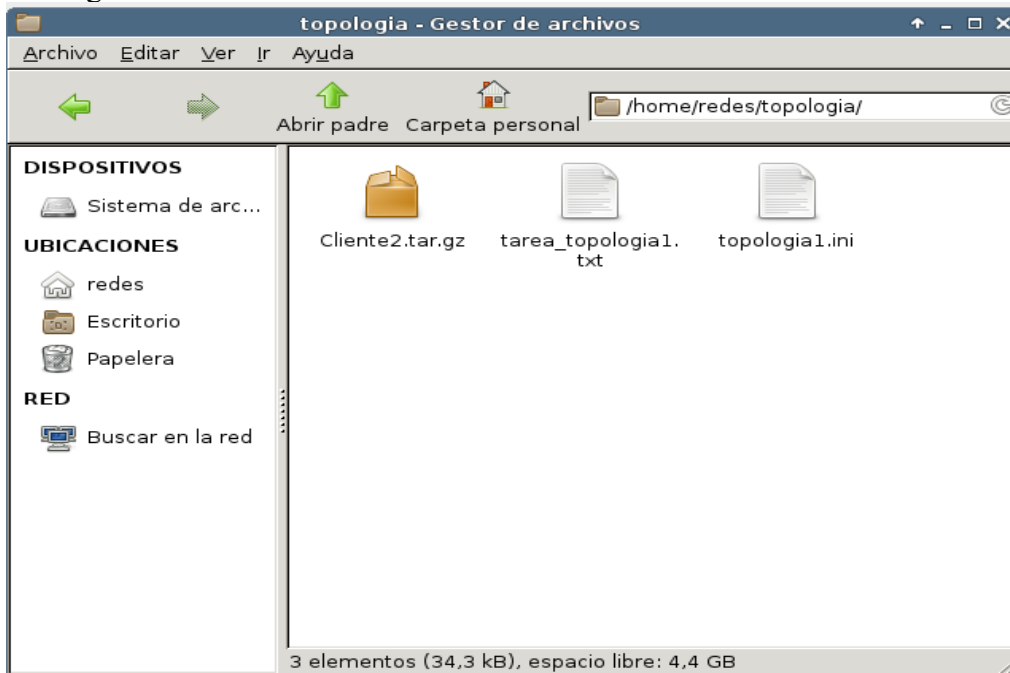 topologia - Gestor de archivos
Archivo Editar Ver Ir Ayuda
Abrir padre Carpeta personal /home/redes/topologia/
DISPOSITIVOS
Sistema de arc...
UBICACIONES
redes
Escritorio
Papelera
RED
Buscar en la red
Cliente2.tar.gz tarea_topologia1. topologia1.ini
txt
3 elementos (34,3 kB), espacio libre: 4,4 GB